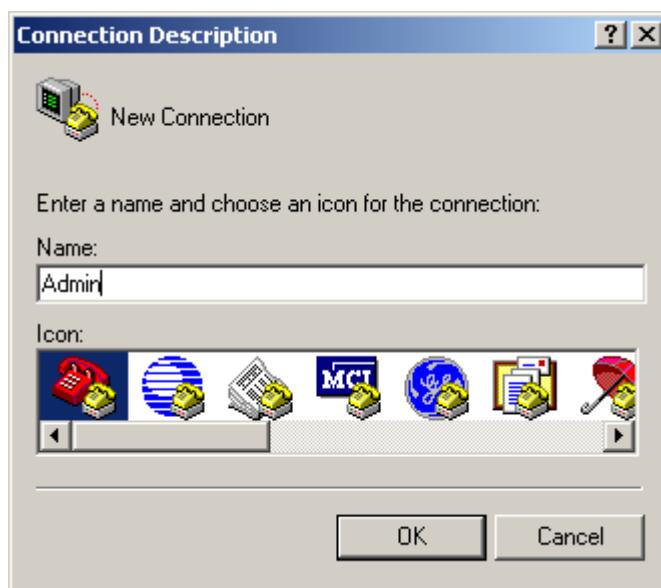 Connection Description
New Connection
Enter a name and choose an icon for the connection:
Name:
Admin
Icon:
MCI
OK
Cancel